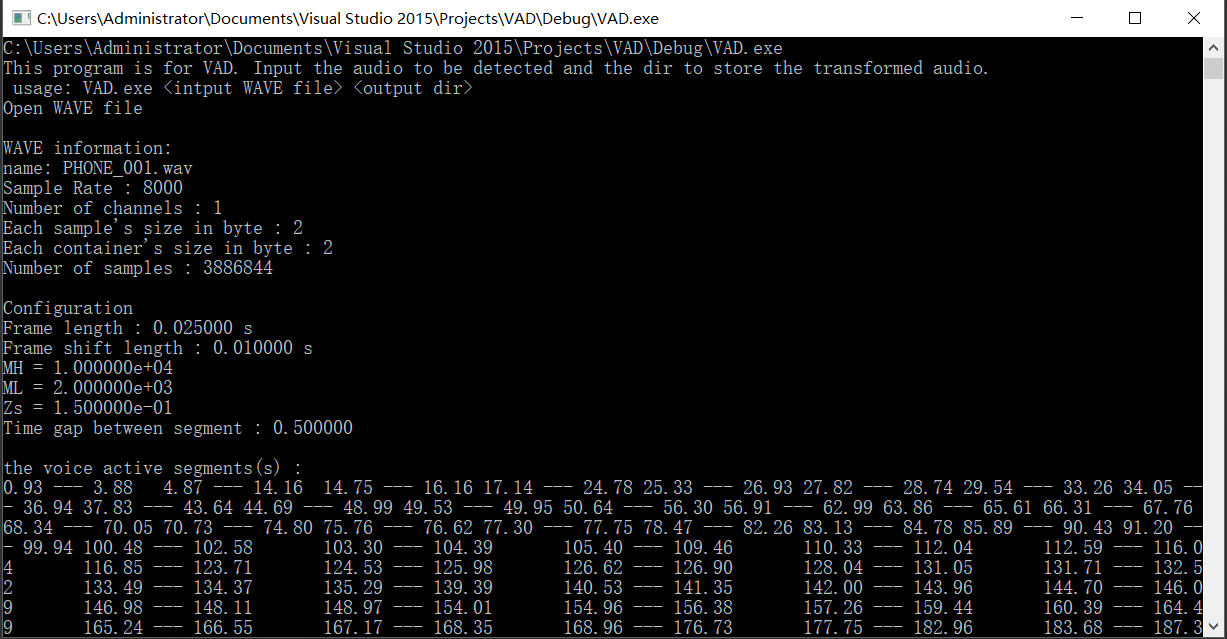 C:\Users\Administrator\Documents\Visual Studio 2015\Projects\VAD\Debug\VAD.exe
C:\Users\Administrator\Documents\Visual Studio 2015\Projects\VAD\Debug\VAD.exe
This program is for VAD. Input the audio to be detected and the dir to store the transformed audio.
 usage: VAD.exe <intput WAVE file> <output dir>
Open WAVE file
WAVE information:
name: PHONE_001.wav
Sample Rate : 8000
Number of channels : 1
Each sample's size in byte : 2
Each container's size in byte : 2
Number of samples : 3886844
Configuration
Frame length : 0.025000 s
Frame shift length : 0.010000 s
MH = 1.000000e+04
ML = 2.000000e+03
Zs = 1.500000e-01
Time gap between segment : 0.500000
the voice active segments(s) :
0.93 --- 3.88   4.87 --- 14.16  14.75 --- 16.16 17.14 --- 24.78 25.33 --- 26.93 27.82 --- 28.74 29.54 --- 33.26 34.05 --
- 36.94 37.83 --- 43.64 44.69 --- 48.99 49.53 --- 49.95 50.64 --- 56.30 56.91 --- 62.99 63.86 --- 65.61 66.31 --- 67.76
68.34 --- 70.05 70.73 --- 74.80 75.76 --- 76.62 77.30 --- 77.75 78.47 --- 82.26 83.13 --- 84.78 85.89 --- 90.43 91.20 --
- 99.94 100.48 --- 102.58       103.30 --- 104.39       105.40 --- 109.46       110.33 --- 112.04       112.59 --- 116.0
4       116.85 --- 123.71       124.53 --- 125.98       126.62 --- 126.90       128.04 --- 131.05       131.71 --- 132.5
2       133.49 --- 134.37       135.29 --- 139.39       140.53 --- 141.35       142.00 --- 143.96       144.70 --- 146.0
9       146.98 --- 148.11       148.97 --- 154.01       154.96 --- 156.38       157.26 --- 159.44       160.39 --- 164.4
9       165.24 --- 166.55       167.17 --- 168.35       168.96 --- 176.73       177.75 --- 182.96       183.68 --- 187.3